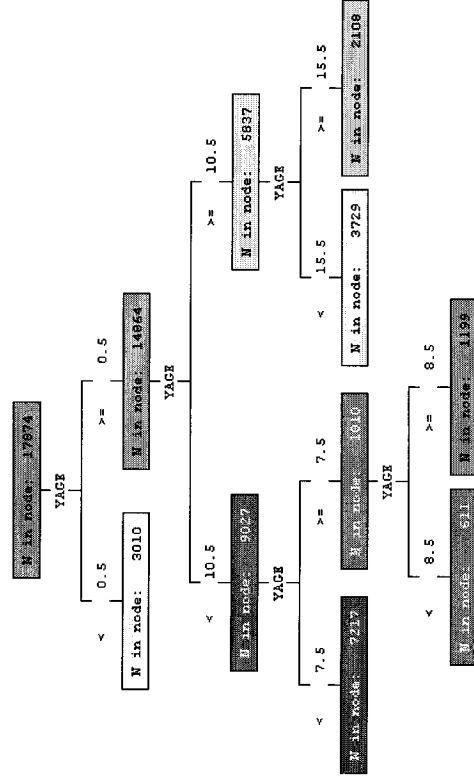 N in node: 17874
YAGE
< 0.5 >= 0.5
N in node: 3010 N in node: 14864
YAGE
< 10.5 >= 10.5
N in node: 9027 N in node: 5837
YAGE YAGE
< 7.5 >= 7.5 < 15.5 >= 15.5
N in node: 7217 N in node: 1810 N in node: 3729 N in node: 2108
YAGE
< 8.5 >= 8.5
N in node: 611 N in node: 1199